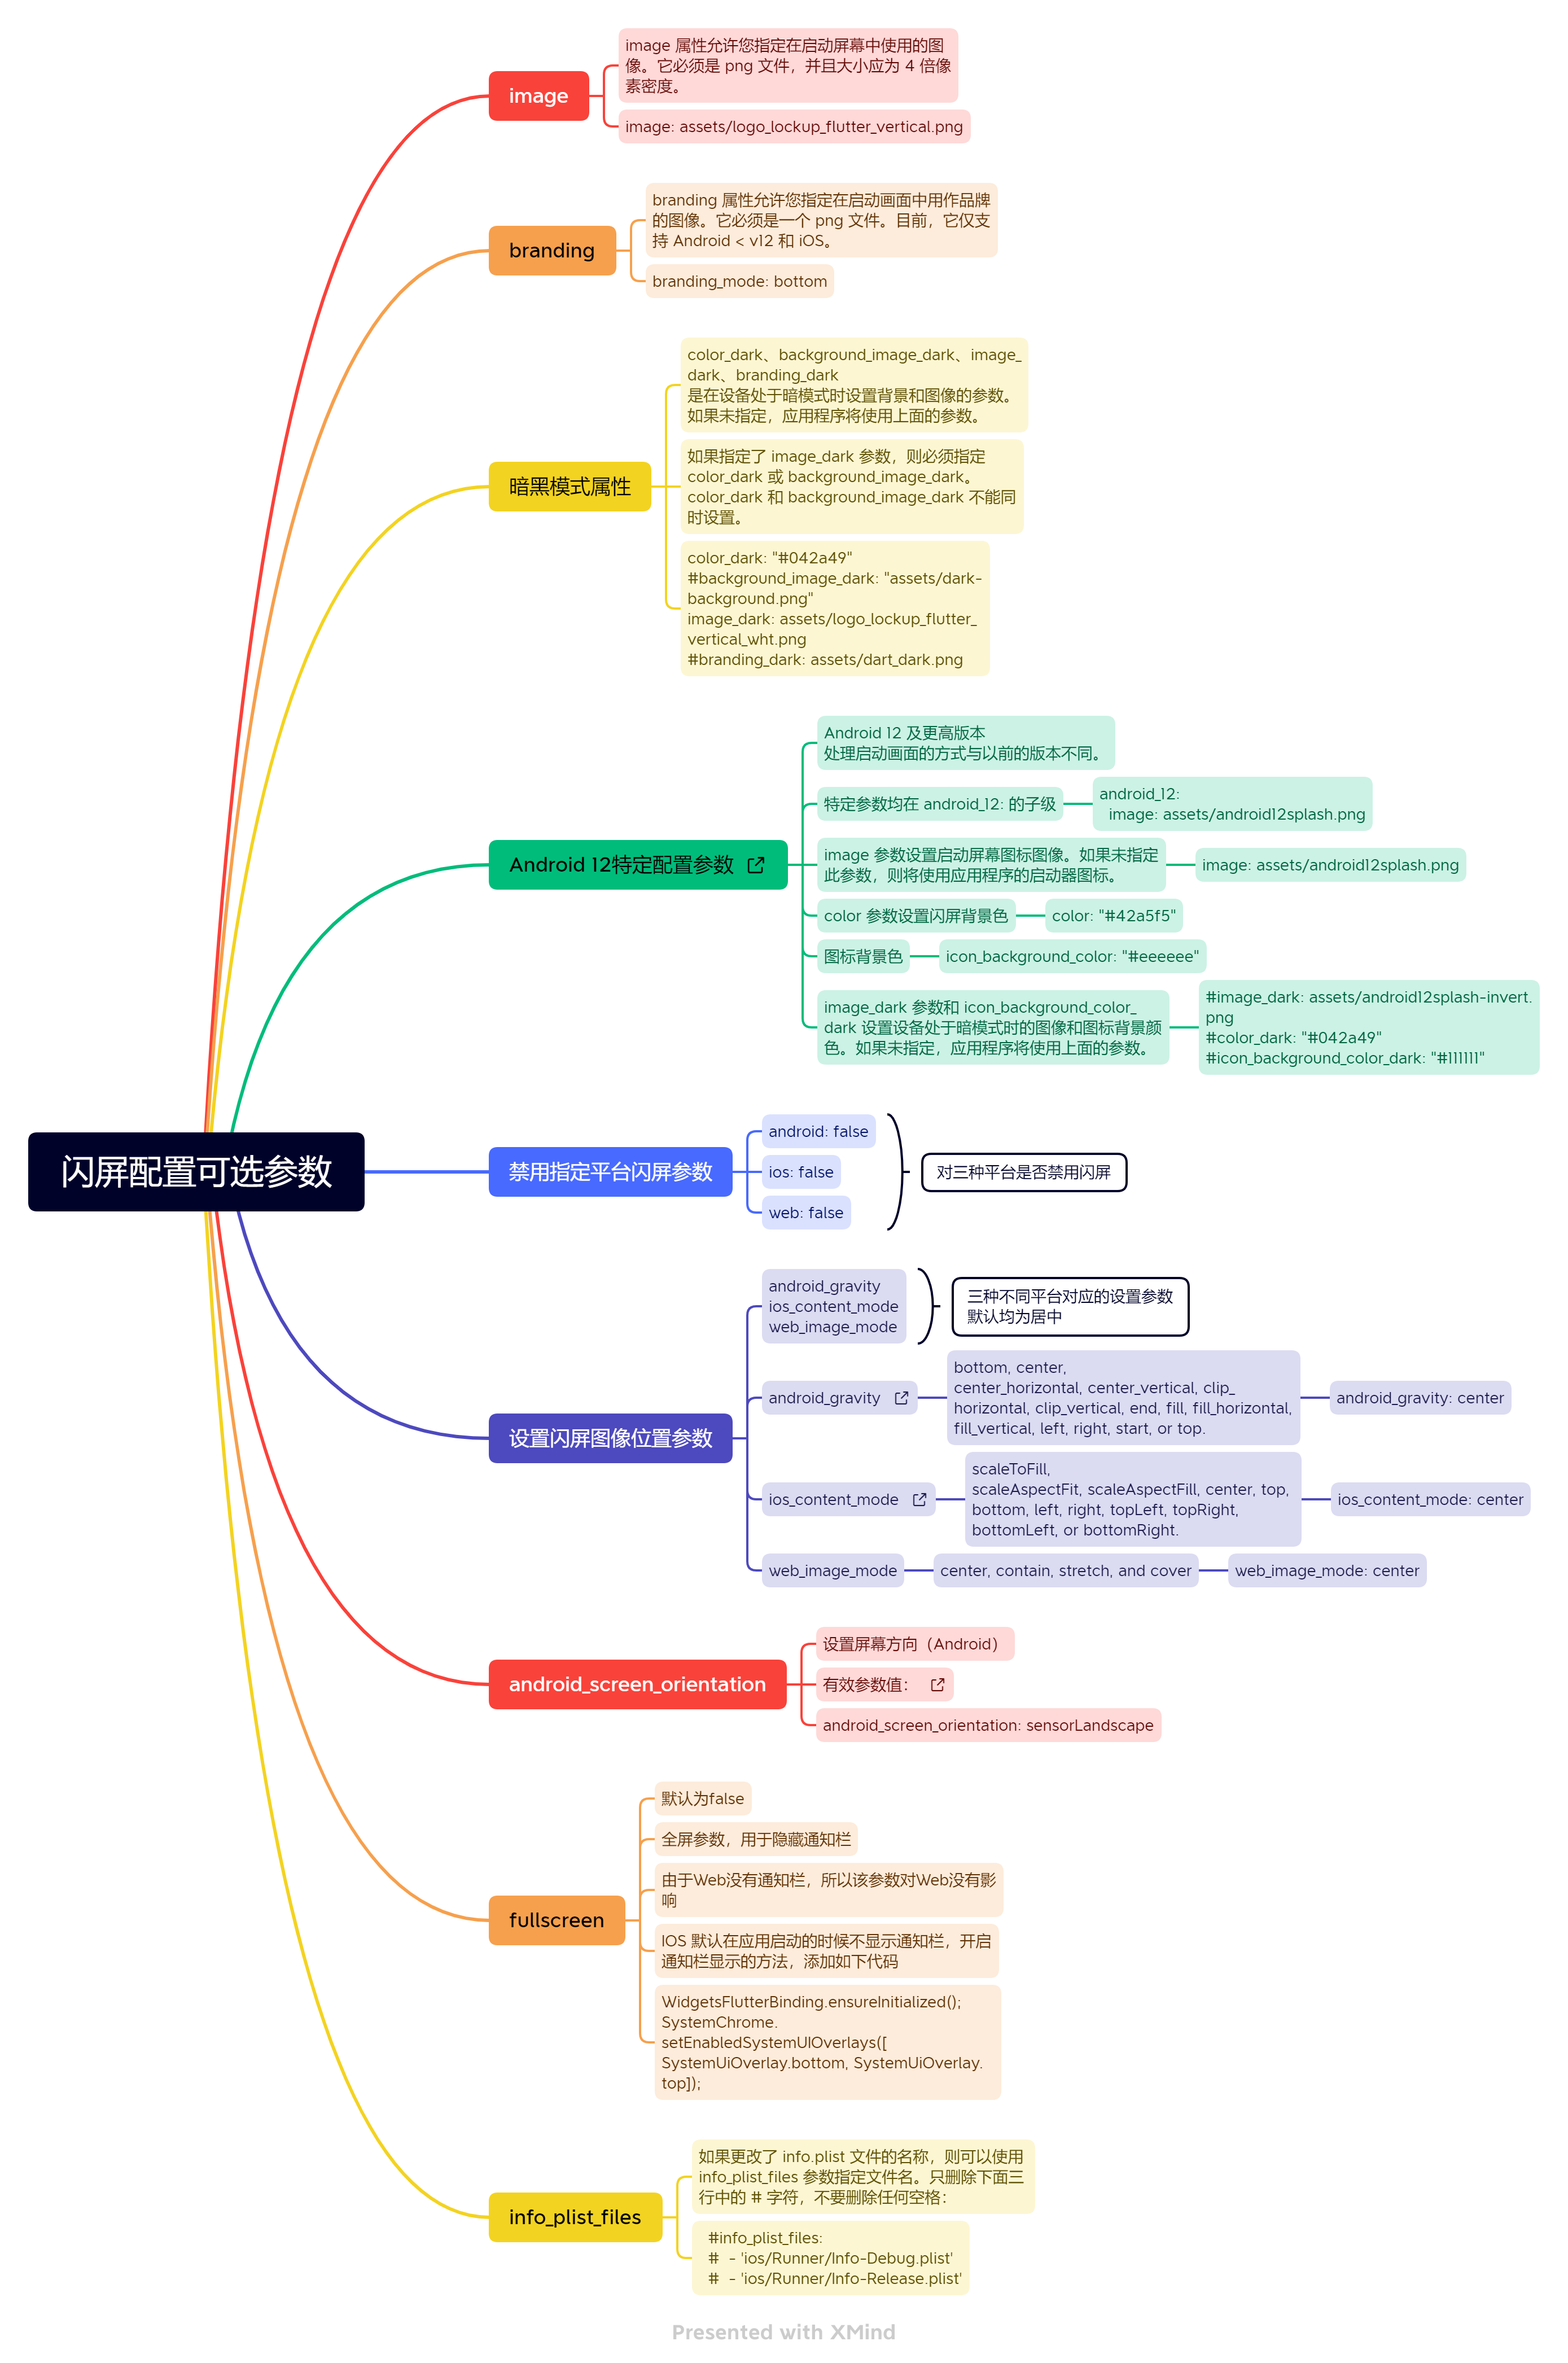 image
image 属性允许您指定在启动屏幕中使用的图
像。它必须是 png 文件，并且大小应为 4 倍像
素密度。
image: assets/logo_lockup_flutter_vertical.png
branding
branding 属性允许您指定在启动画面中用作品牌
的图像。它必须是一个 png 文件。目前，它仅支
持 Android < v12 和 iOS。
branding_mode: bottom
暗黑模式属性
color_dark、background_image_dark、image_
dark、branding_dark
是在设备处于暗模式时设置背景和图像的参数。
如果未指定，应用程序将使用上面的参数。
如果指定了 image_dark 参数，则必须指定
color_dark 或 background_image_dark。
color_dark 和 background_image_dark 不能同
时设置。
color_dark: "#042a49"
#background_image_dark: "assets/dark-
background.png"
image_dark: assets/logo_lockup_flutter_
vertical_wht.png
#branding_dark: assets/dart_dark.png
Android 12特定配置参数
Android 12 及更高版本
处理启动画面的方式与以前的版本不同。
特定参数均在 android_12: 的子级
android_12:
  image: assets/android12splash.png
image 参数设置启动屏幕图标图像。如果未指定
此参数，则将使用应用程序的启动器图标。
image: assets/android12splash.png
color 参数设置闪屏背景色
color: "#42a5f5"
图标背景色
icon_background_color: "#eeeeee"
image_dark 参数和 icon_background_color_
dark 设置设备处于暗模式时的图像和图标背景颜
色。如果未指定，应用程序将使用上面的参数。
#image_dark: assets/android12splash-invert.
png
#color_dark: "#042a49"
#icon_background_color_dark: "#111111"
闪屏配置可选参数
禁用指定平台闪屏参数
android: false
ios: false
web: false
对三种平台是否禁用闪屏
设置闪屏图像位置参数
android_gravity
ios_content_mode
web_image_mode
三种不同平台对应的设置参数
默认均为居中
android_gravity
bottom, center,
center_horizontal, center_vertical, clip_
horizontal, clip_vertical, end, fill, fill_horizontal,
fill_vertical, left, right, start, or top.
android_gravity: center
ios_content_mode
scaleToFill,
scaleAspectFit, scaleAspectFill, center, top,
bottom, left, right, topLeft, topRight,
bottomLeft, or bottomRight.
ios_content_mode: center
web_image_mode
center, contain, stretch, and cover
web_image_mode: center
android_screen_orientation
设置屏幕方向（Android）
有效参数值：
android_screen_orientation: sensorLandscape
fullscreen
默认为false
全屏参数，用于隐藏通知栏
由于Web没有通知栏，所以该参数对Web没有影
响
IOS 默认在应用启动的时候不显示通知栏，开启
通知栏显示的方法，添加如下代码
WidgetsFlutterBinding.ensureInitialized();
SystemChrome.
setEnabledSystemUIOverlays([
SystemUiOverlay.bottom, SystemUiOverlay.
top]);
info_plist_files
如果更改了 info.plist 文件的名称，则可以使用
info_plist_files 参数指定文件名。只删除下面三
行中的 # 字符，不要删除任何空格：
#info_plist_files:
#  - 'ios/Runner/Info-Debug.plist'
#  - 'ios/Runner/Info-Release.plist'
Presented with XMind